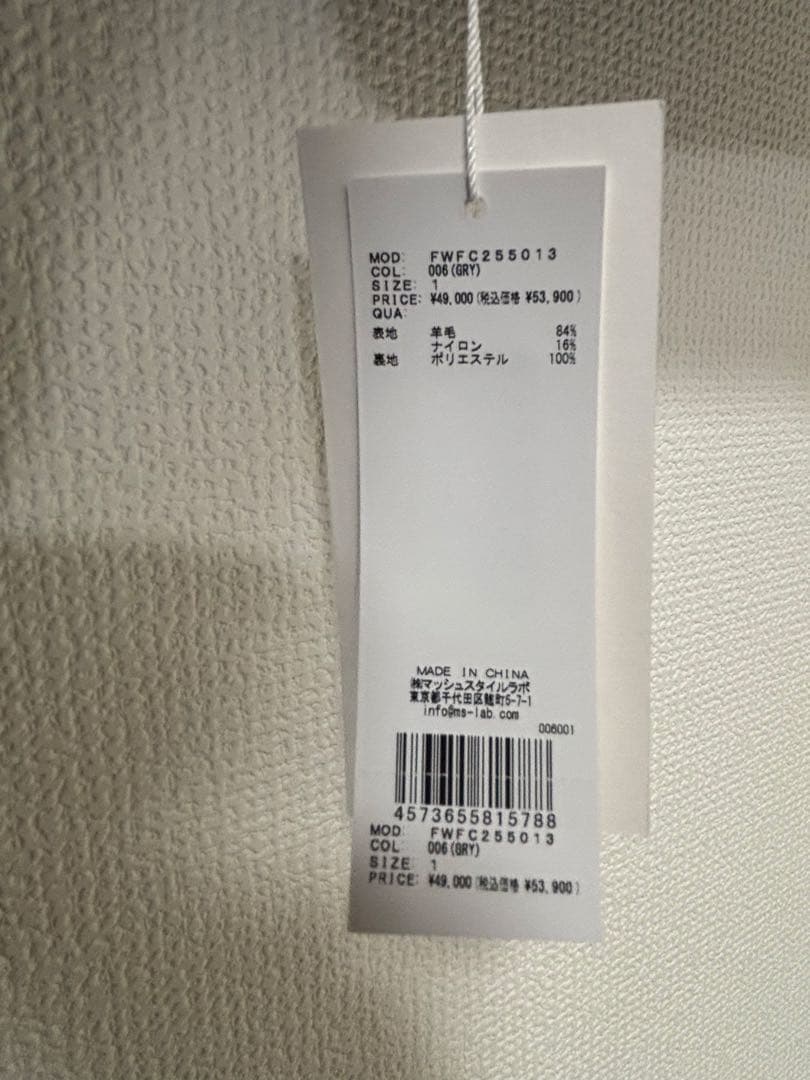 MOD: FWFC255013
COL: 006(GRY)
SIZE: 1
PRICE: ¥49,000(税込価格 ¥53,900)
QUA:
表地 羊毛 84%
ナイロン 16%
裏地 ポリエステル 100%
MADE IN CHINA
㈱マッシュスタイルラボ
東京都千代田区麹町5-7-1
info@ms-lab.com
006001
4573655815788
MOD: FWFC255013
COL: 006(GRY)
SIZE: 1
PRICE: ¥49,000(税込価格 ¥53,900)